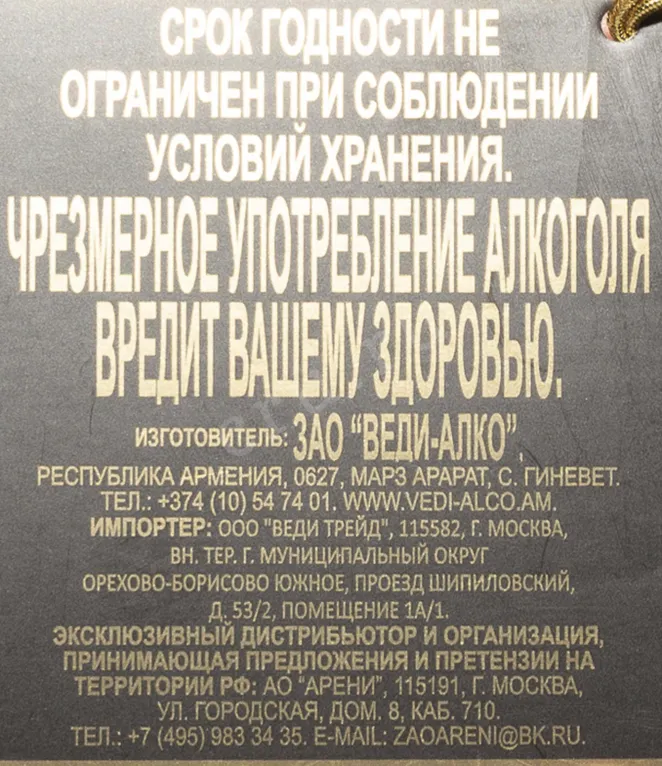 СРОК ГОДНОСТИ НЕ
ОГРАНИЧЕН ПРИ СОБЛЮДЕНИИ
УСЛОВИЙ ХРАНЕНИЯ.
ЧРЕЗМЕРНОЕ УПОТРЕБЛЕНИЕ АЛКОГОЛЯ
ВРЕДИТ ВАШЕМУ ЗДОРОВЬЮ.
ИЗГОТОВИТЕЛЬ: ЗАО "ВЕДИ-АЛКО",
РЕСПУБЛИКА АРМЕНИЯ, 0627, МАРЗ АРАРАТ, С. ГИНЕВЕТ.
ТЕЛ.: +374 (10) 54 74 01. WWW.VEDI-ALCO.AM.
ИМПОРТЕР: ООО "ВЕДИ ТРЕЙД", 115582, Г. МОСКВА,
ВН. ТЕР. Г. МУНИЦИПАЛЬНЫЙ ОКРУГ
ОРЕХОВО-БОРИСОВО ЮЖНОЕ, ПРОЕЗД ШИПИЛОВСКИЙ,
Д. 53/2, ПОМЕЩЕНИЕ 1А/1.
ЭКСКЛЮЗИВНЫЙ ДИСТРИБЬЮТОР И ОРГАНИЗАЦИЯ,
ПРИНИМАЮЩАЯ ПРЕДЛОЖЕНИЯ И ПРЕТЕНЗИИ НА
ТЕРРИТОРИИ РФ: АО "АРЕНИ", 115191, Г. МОСКВА,
УЛ. ГОРОДСКАЯ, ДОМ. 8, КАБ. 710.
ТЕЛ.: +7 (495) 983 34 35. E-MAIL: ZAOARENI@BK.RU.